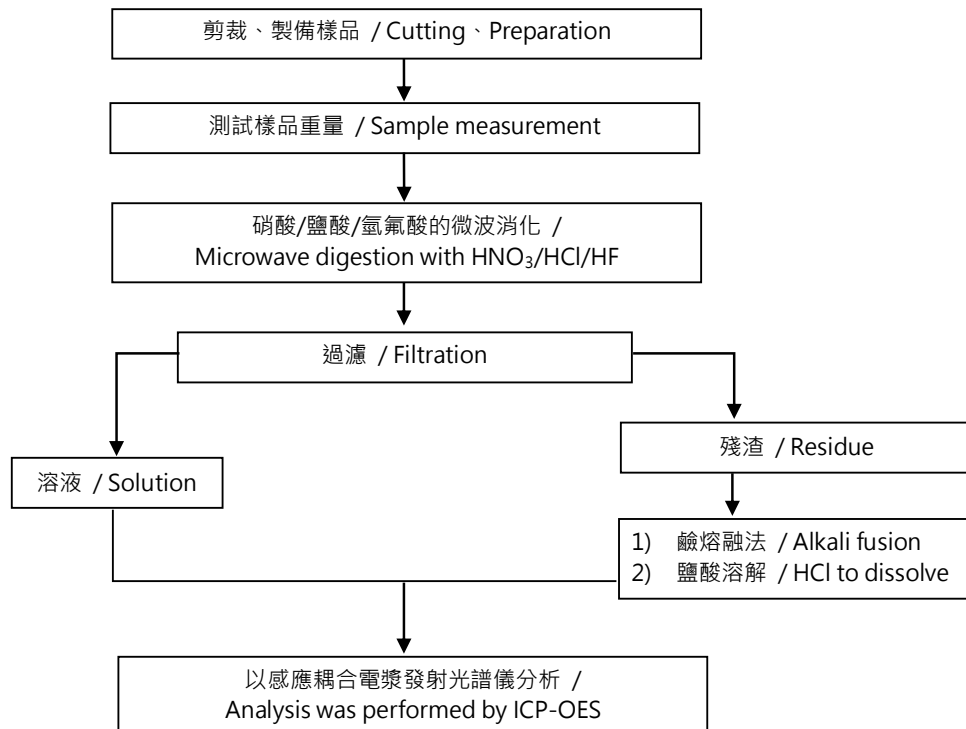 剪裁、製備樣品 / Cutting、Preparation
測試樣品重量 / Sample measurement
硝酸/鹽酸/氫氟酸的微波消化 /
Microwave digestion with HNO₃/HCl/HF
過濾 / Filtration
溶液 / Solution
殘渣 / Residue
1) 鹼熔融法 / Alkali fusion
2) 鹽酸溶解 / HCl to dissolve
以感應耦合電漿發射光譜儀分析 /
Analysis was performed by ICP-OES